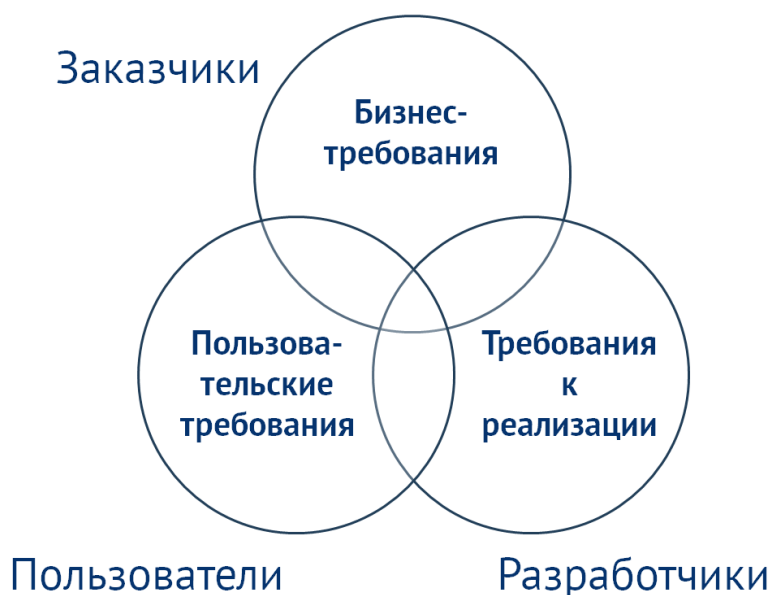 Заказчики
Бизнес-
требования
Пользова-
тельские
требования
Требования
к
реализации
Пользователи
Разработчики